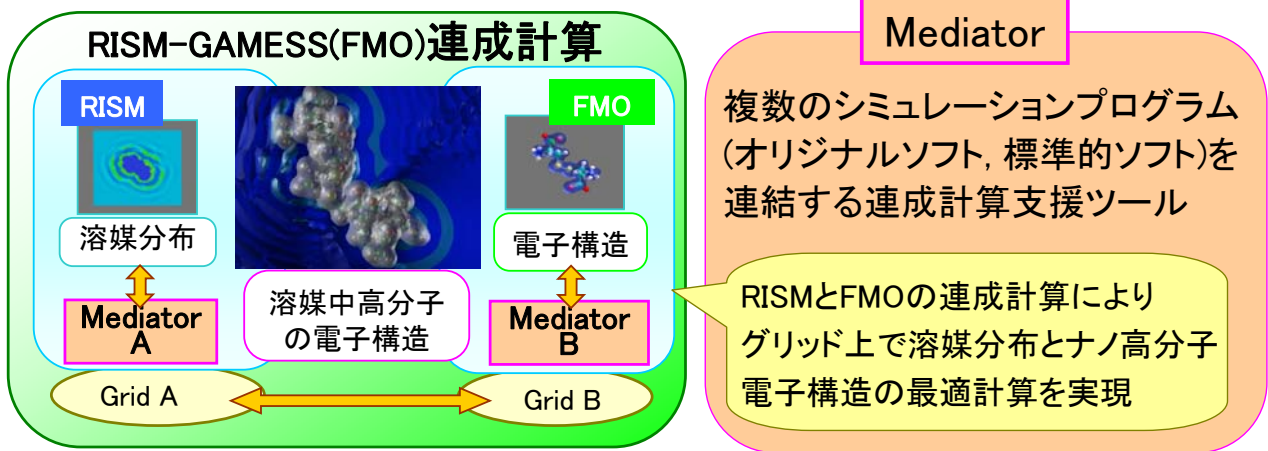 RISM-GAMESS(FMO)連成計算
RISM
FMO
溶媒分布
電子構造
Mediator
A
溶媒中高分子
の電子構造
Mediator
B
Grid A
Grid B
Mediator
複数のシミュレーションプログラム
(オリジナルソフト, 標準的ソフト)を
連結する連成計算支援ツール
RISMとFMOの連成計算により
グリッド上で溶媒分布とナノ高分子
電子構造の最適計算を実現